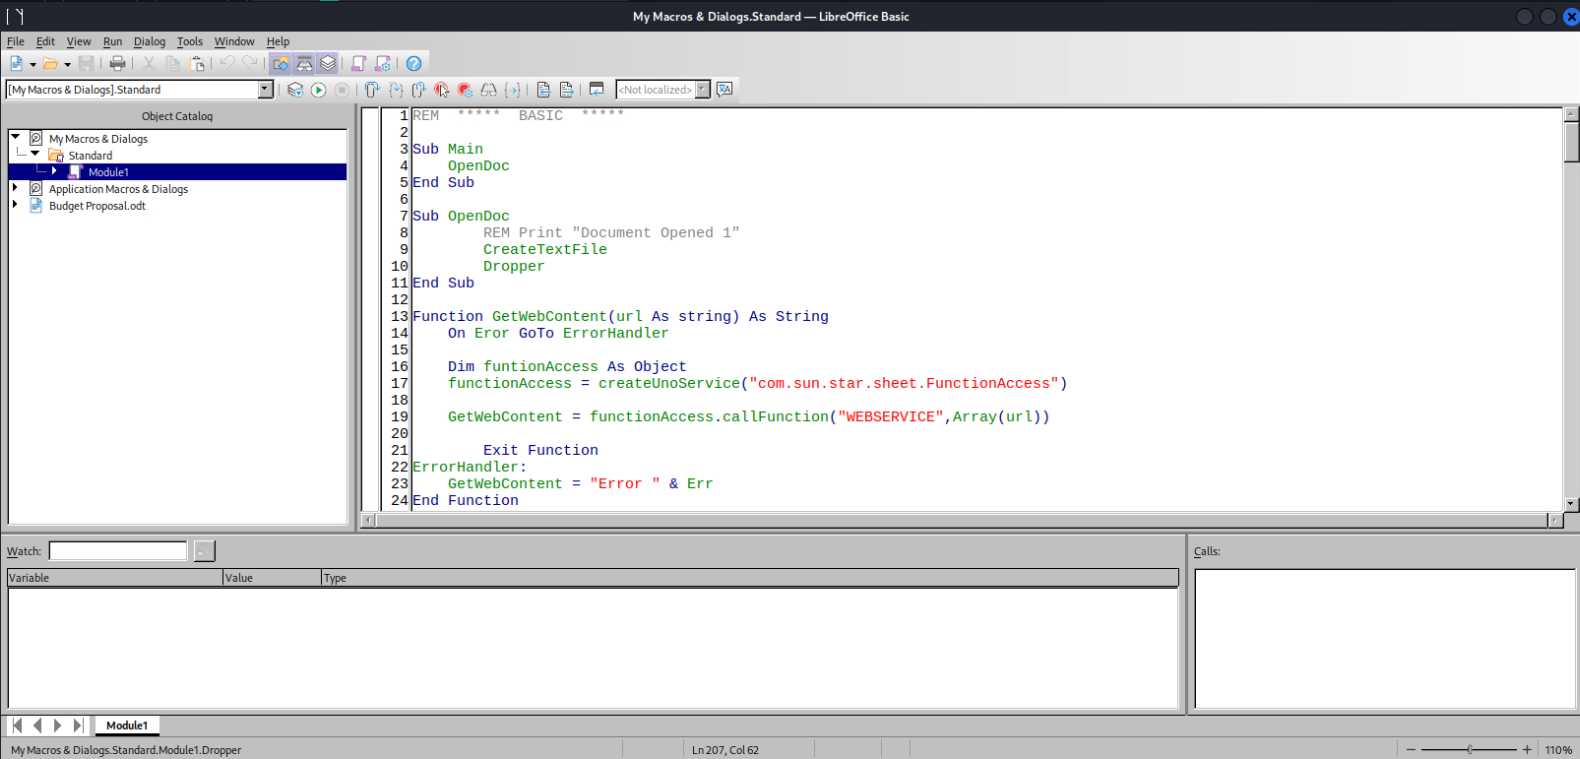 My Macros & Dialogs.Standard — LibreOffice Basic
File Edit View Run Dialog Tools Window Help
[My Macros & Dialogs].Standard
<Not localized>
Object Catalog
My Macros & Dialogs
Standard
Module1
Application Macros & Dialogs
Budget Proposal.odt
1 REM ***** BASIC *****
2
3 Sub Main
4 OpenDoc
5 End Sub
6
7 Sub OpenDoc
8 REM Print "Document Opened 1"
9 CreateTextFile
10 Dropper
11 End Sub
12
13 Function GetWebContent(url As string) As String
14 On Eror GoTo ErrorHandler
15
16 Dim funtionAccess As Object
17 functionAccess = createUnoService("com.sun.star.sheet.FunctionAccess")
18
19 GetWebContent = functionAccess.callFunction("WEBSERVICE",Array(url))
20
21 Exit Function
22 ErrorHandler:
23 GetWebContent = "Error " & Err
24 End Function
Watch:
Calls:
Variable Value Type
Module1
My Macros & Dialogs.Standard.Module1.Dropper
Ln 207, Col 62
110%